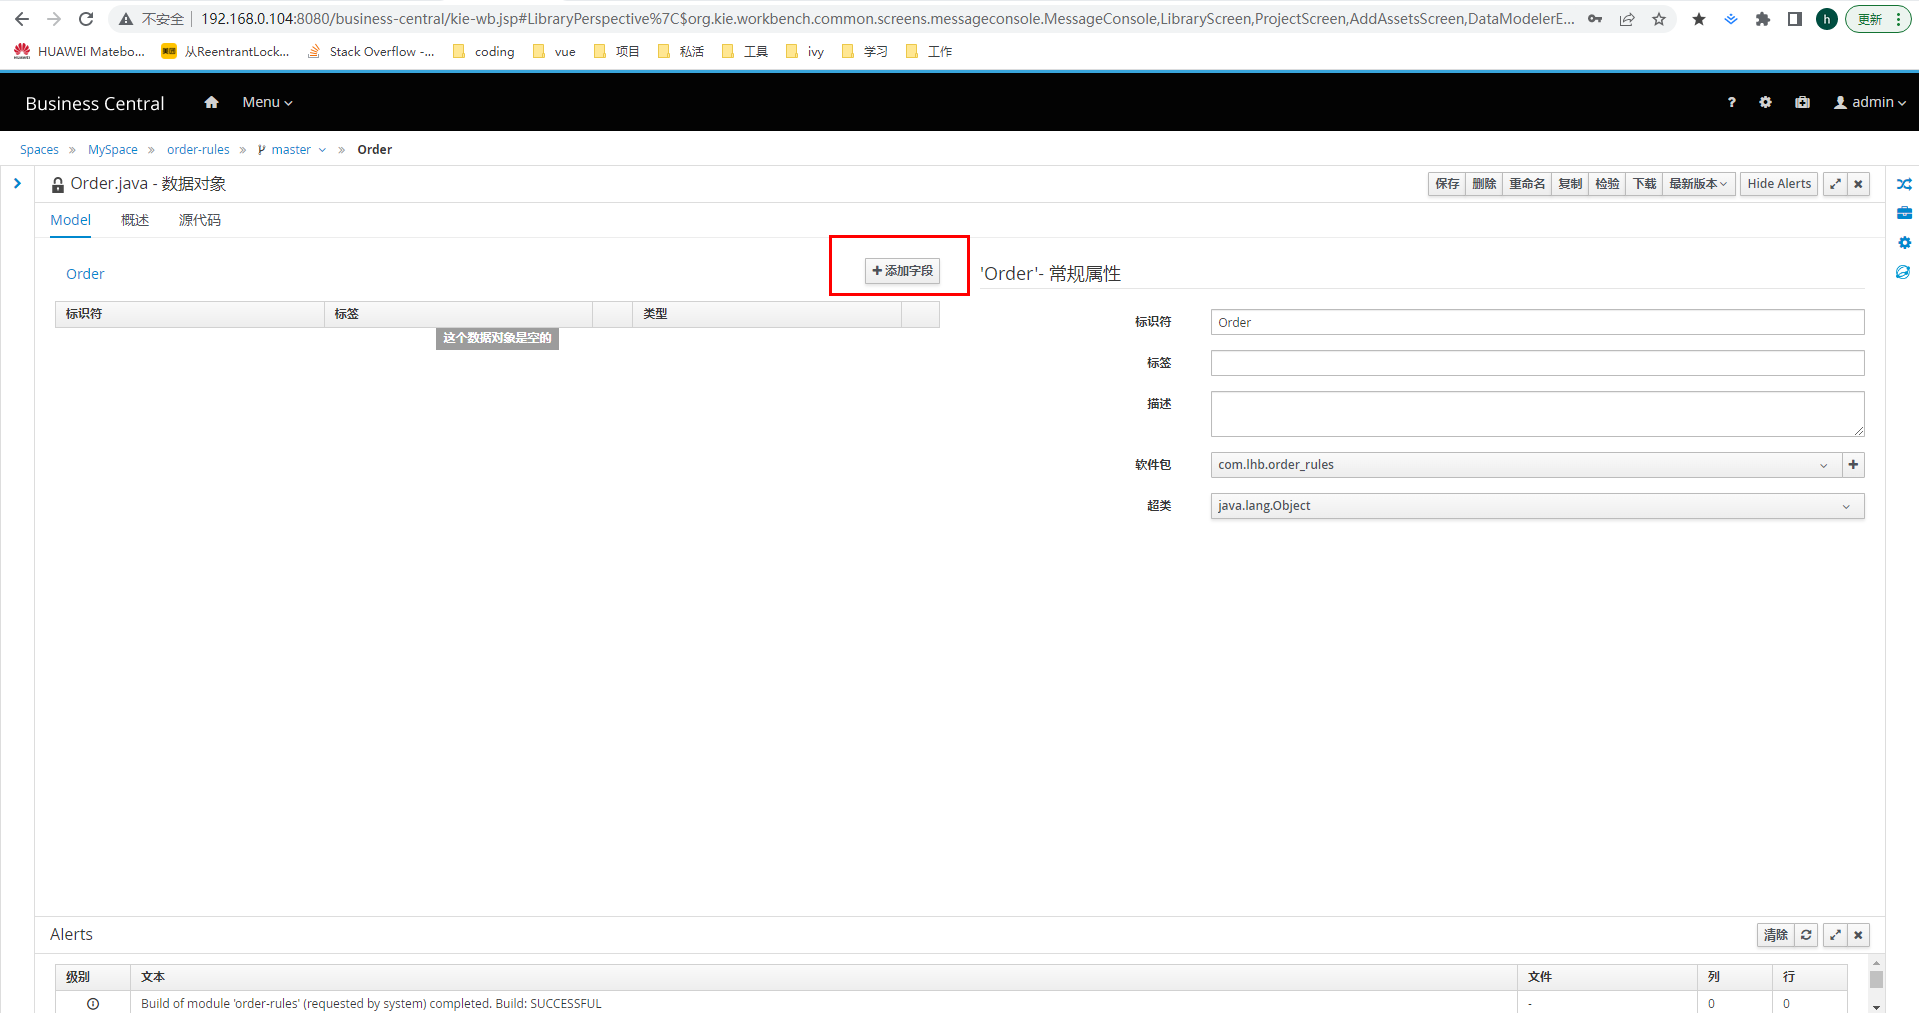 不安全 192.168.0.104:8080/business-central/kie-wb.jsp#LibraryPerspective%7C$org.kie.workbench.common.screens.messageconsole.MessageConsole,LibraryScreen,ProjectScreen,AddAssetsScreen,DataModelerE... h 更新
HUAWEI Matebo... 从ReentrantLock... Stack Overflow -... coding vue 项目 私活 工具 ivy 学习 工作
Business Central Menu ? admin
Spaces » MySpace » order-rules » master » Order
Order.java - 数据对象 保存 删除 重命名 复制 检验 下载 最新版本 Hide Alerts
Model 概述 源代码
Order 添加字段 'Order'- 常规属性
标识符 标签 类型
这个数据对象是空的
标识符 Order
标签
描述
软件包 com.lhb.order_rules
超类 java.lang.Object
Alerts 清除
级别 文本 文件 列 行
Build of module 'order-rules' (requested by system) completed. Build: SUCCESSFUL - 0 0